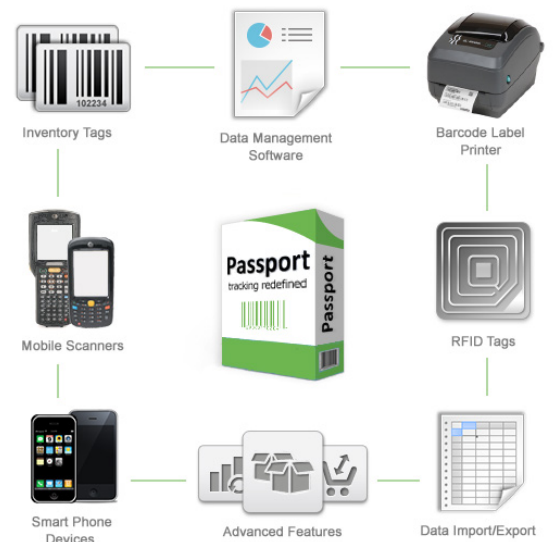 102234
Inventory Tags
Data Management
Software
Barcode Label
Printer
Passport
tracking redefined
Passport
Mobile Scanners
RFID Tags
Smart Phone
Devices
Advanced Features
Data Import/Export